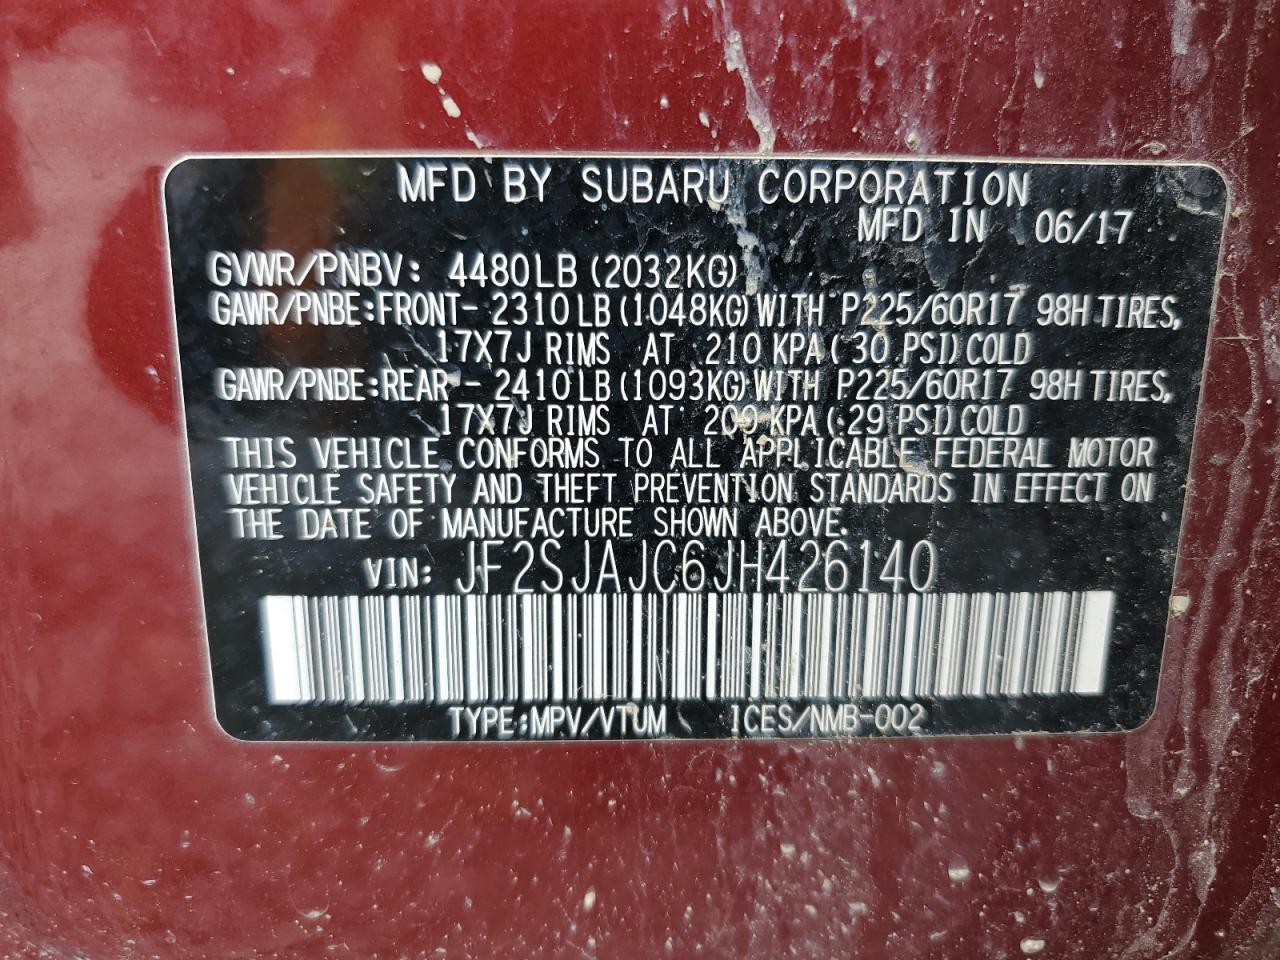 MFD BY SUBARU CORPORATION
MFD IN 06/17
GVWR/PNBV: 4480LB (2032KG)
GAWR/PNBE:FRONT- 2310LB (1048KG) WITH P225/60R17 98H TIRES,
17X7J RIMS AT 210 KPA ( 30 PSI) COLD
GAWR/PNBE:REAR - 2410LB (1093KG) WITH P225/60R17 98H TIRES,
17X7J RIMS AT 200 KPA ( 29 PSI) COLD
THIS VEHICLE CONFORMS TO ALL APPLICABLE FEDERAL MOTOR
VEHICLE SAFETY AND THEFT PREVENTION STANDARDS IN EFFECT ON
THE DATE OF MANUFACTURE SHOWN ABOVE.
VIN: JF2SJAJC6JH426140
TYPE:MPV/VTUM ICES/NMB-002